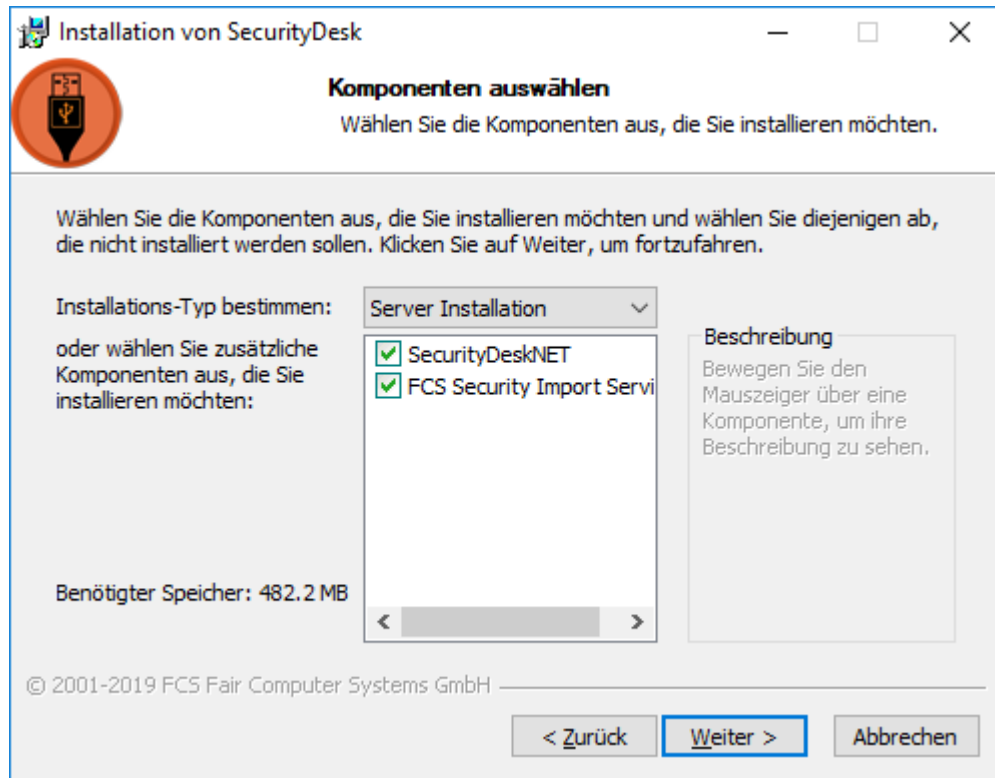 Installation von SecurityDesk
Komponenten auswählen
Wählen Sie die Komponenten aus, die Sie installieren möchten.
Wählen Sie die Komponenten aus, die Sie installieren möchten und wählen Sie diejenigen ab,
die nicht installiert werden sollen. Klicken Sie auf Weiter, um fortzufahren.
Installations-Typ bestimmen:
Server Installation
oder wählen Sie zusätzliche
Komponenten aus, die Sie
installieren möchten:
SecurityDeskNET
FCS Security Import Servi
Beschreibung
Bewegen Sie den
Mauszeiger über eine
Komponente, um ihre
Beschreibung zu sehen.
Benötigter Speicher: 482.2 MB
© 2001-2019 FCS Fair Computer Systems GmbH
< Zurück
Weiter >
Abbrechen